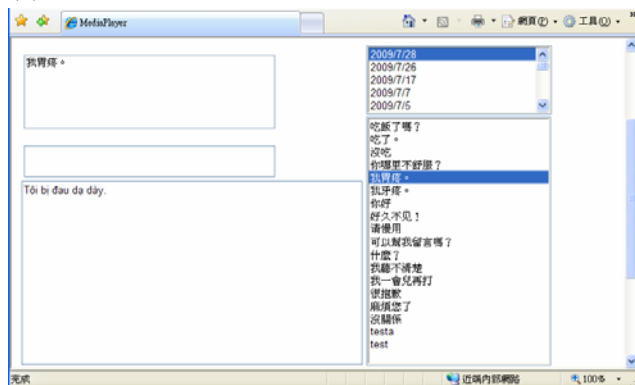 MediaPlayer
網頁(P)
工具(O)
我胃疼。
Tôi bị đau dạ dày.
2009/7/28
2009/7/26
2009/7/17
2009/7/7
2009/7/5
吃飯了嗎？
吃了。
沒吃
你哪里不舒服？
我胃疼。
我牙疼。
你好
好久不见！
请慢用
可以幫我留言嗎？
什麼？
我聽不清楚
我一會兒再打
很抱歉
麻煩您了
沒關係
testa
test
完成
近端內部網路
100%